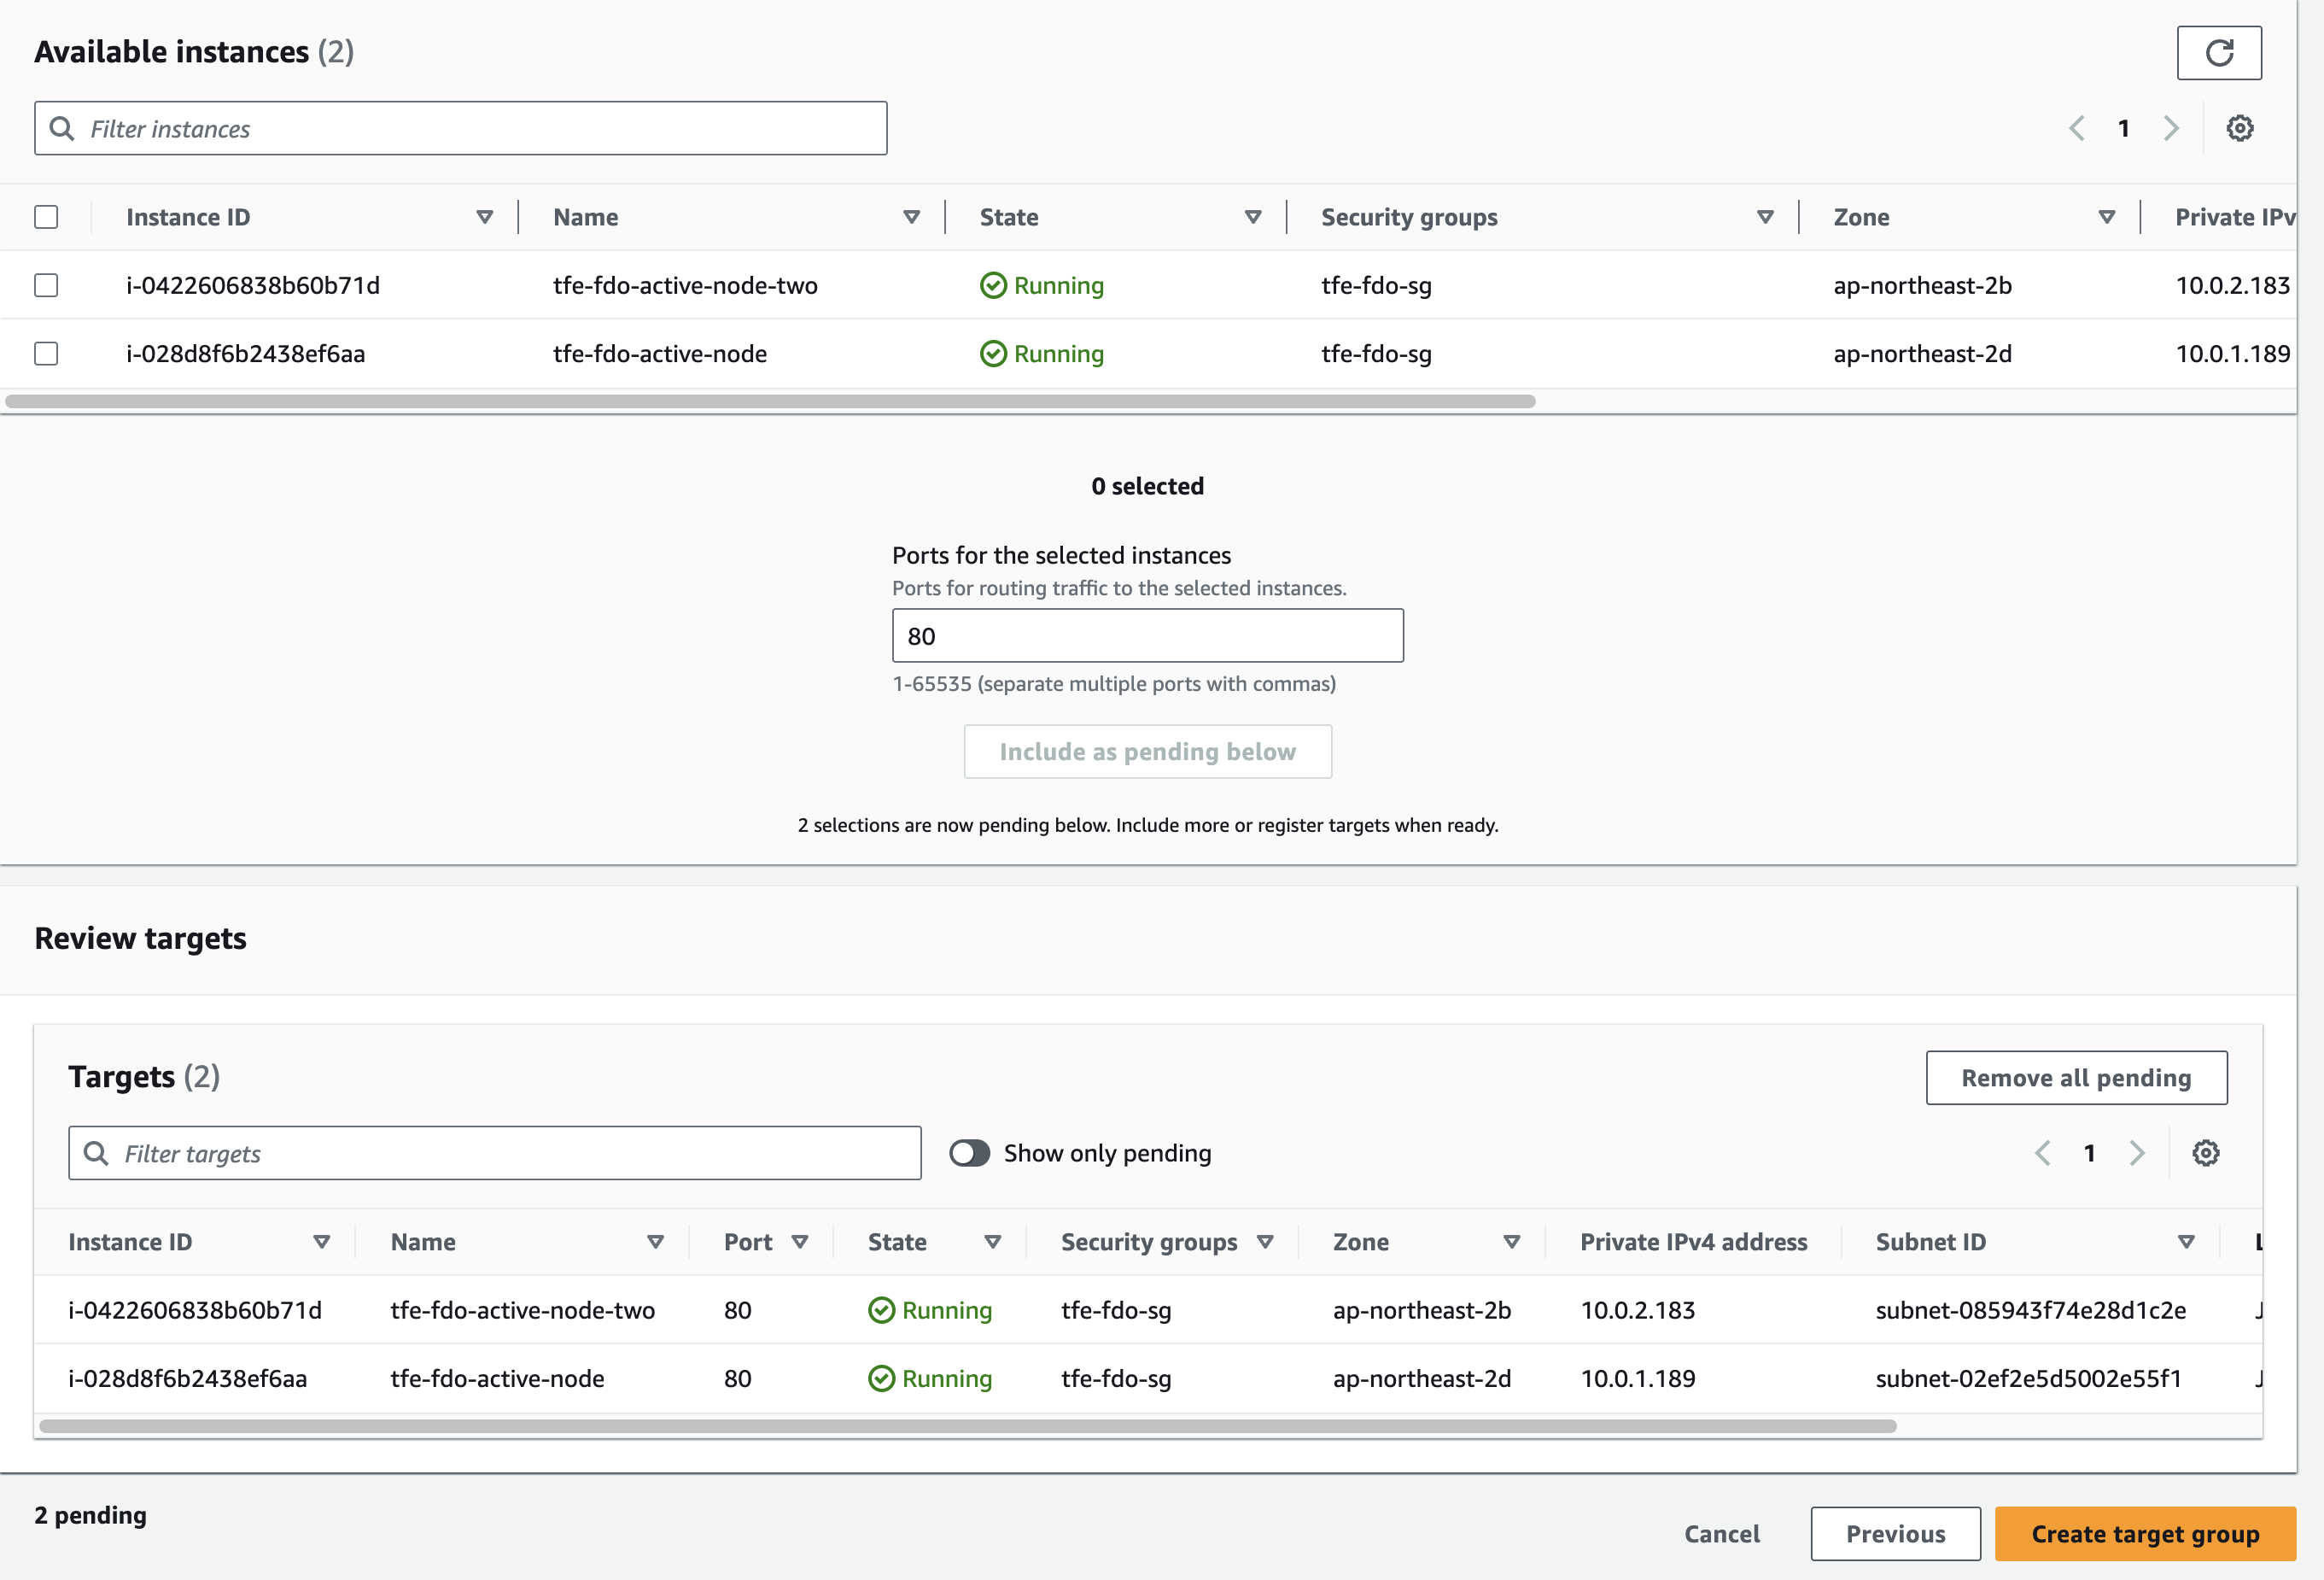 Available instances (2)
Filter instances
1
Instance ID Name State Security groups Zone Private IPv
i-0422606838b60b71d tfe-fdo-active-node-two Running tfe-fdo-sg ap-northeast-2b 10.0.2.183
i-028d8f6b2438ef6aa tfe-fdo-active-node Running tfe-fdo-sg ap-northeast-2d 10.0.1.189
0 selected
Ports for the selected instances
Ports for routing traffic to the selected instances.
80
1-65535 (separate multiple ports with commas)
Include as pending below
2 selections are now pending below. Include more or register targets when ready.
Review targets
Targets (2)
Remove all pending
Filter targets
Show only pending
1
Instance ID Name Port State Security groups Zone Private IPv4 address Subnet ID
i-0422606838b60b71d tfe-fdo-active-node-two 80 Running tfe-fdo-sg ap-northeast-2b 10.0.2.183 subnet-085943f74e28d1c2e
i-028d8f6b2438ef6aa tfe-fdo-active-node 80 Running tfe-fdo-sg ap-northeast-2d 10.0.1.189 subnet-02ef2e5d5002e55f1
2 pending
Cancel
Previous
Create target group